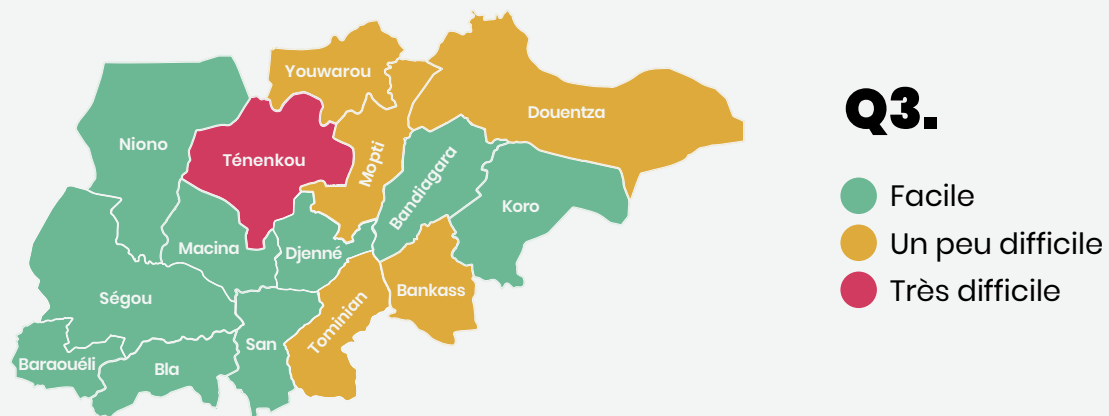 Youwarou
Douentza
Niono
Ténenkou
Mopti
Bandiagara
Koro
Macina
Djenné
Ségou
Bankass
Tominian
San
Baraouéli
Bla
Q3.
Facile
Un peu difficile
Très difficile